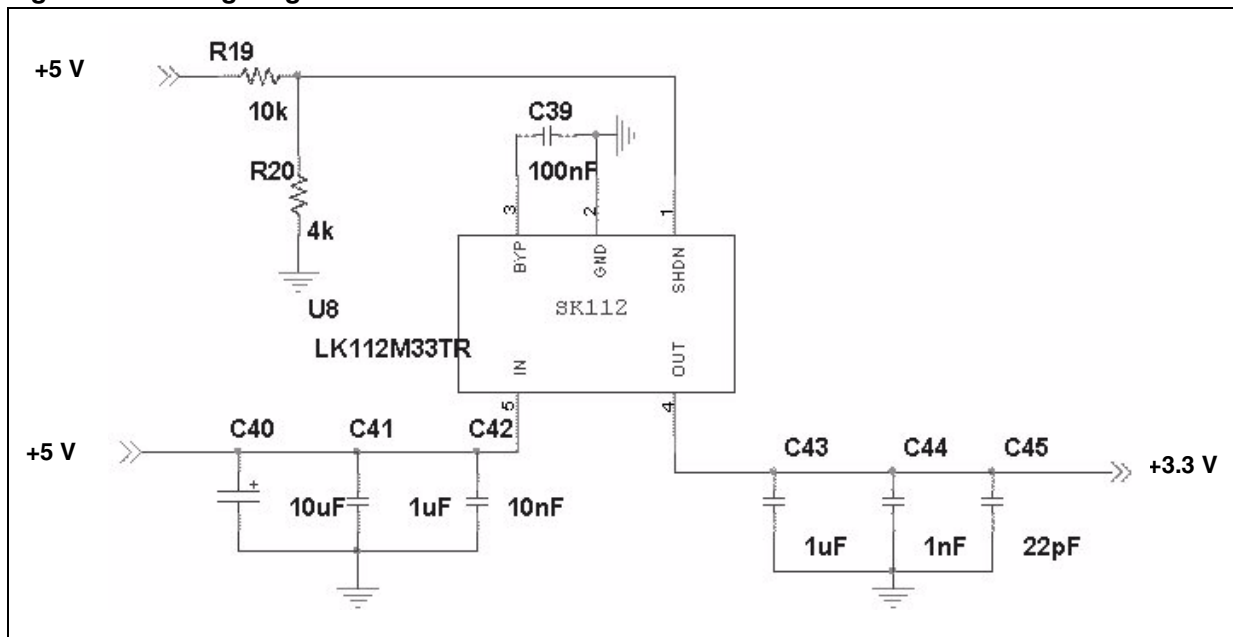 R19
+5 V
10k
C39
100nF
R20
4k
3
2
1
BYP
GND
SHDN
SK112
U8
LK112M33TR
IN
OUT
5
4
C40
C41
C42
+5 V
+
10uF
1uF
10nF
C43
C44
C45
+3.3 V
1uF
1nF
22pF